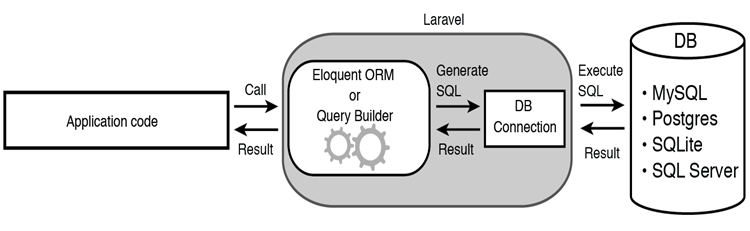 Laravel
Application code
Call
Result
Eloquent ORM
or
Query Builder
Generate
SQL
Result
DB
Connection
Execute
SQL
Result
DB
• MySQL
• Postgres
• SQLite
• SQL Server